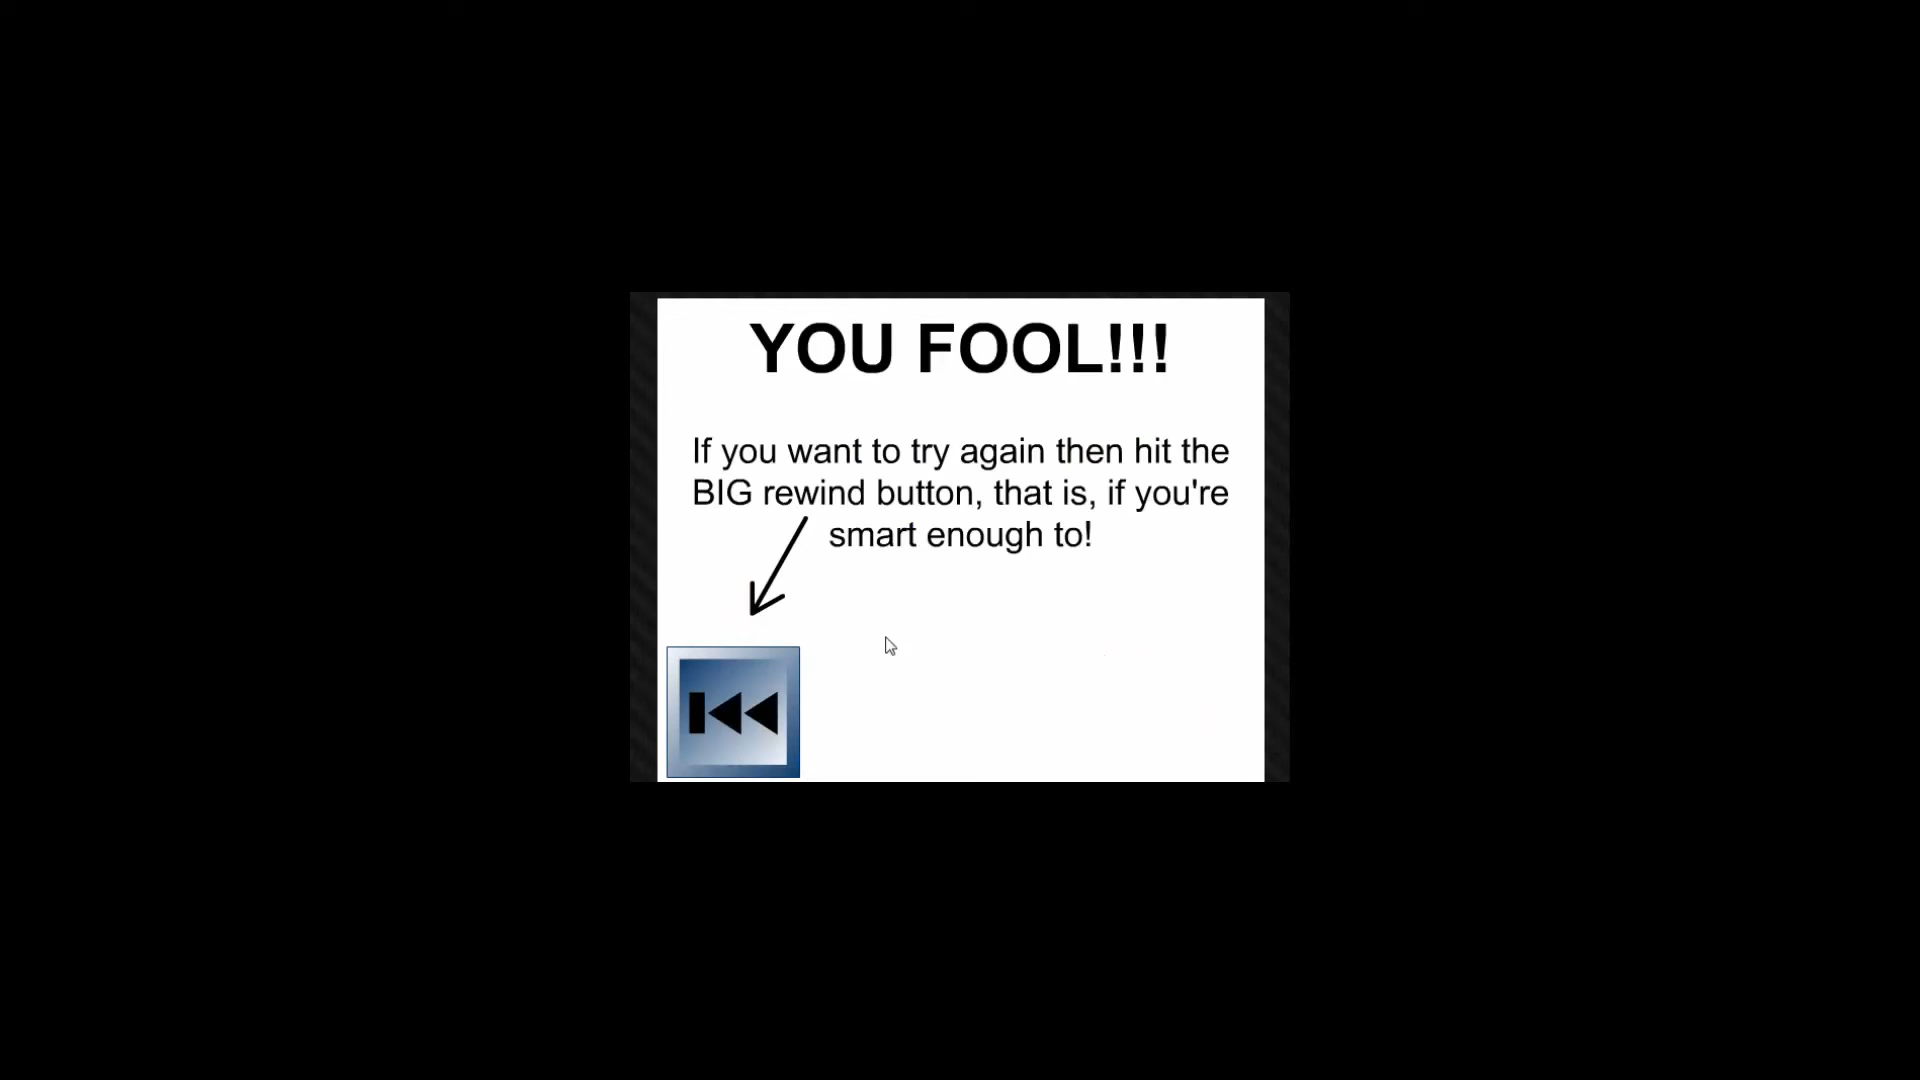 YOU FOOL!!!
If you want to try again then hit the
BIG rewind button, that is, if you're
smart enough to!